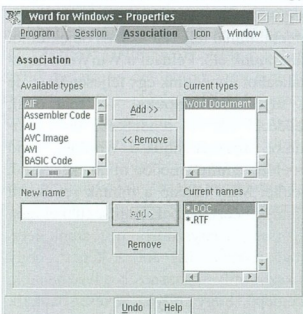 Word for Windows - Properties
Program Session Association Icon Window
Association
Available types
AIF
Assembler Code
AU
AVC Image
AVI
BASIC Code
Add >>
<< Remove
Current types
Word Document
New name
Add >
Remove
Current names
*.DOC
*.RTF
Undo Help